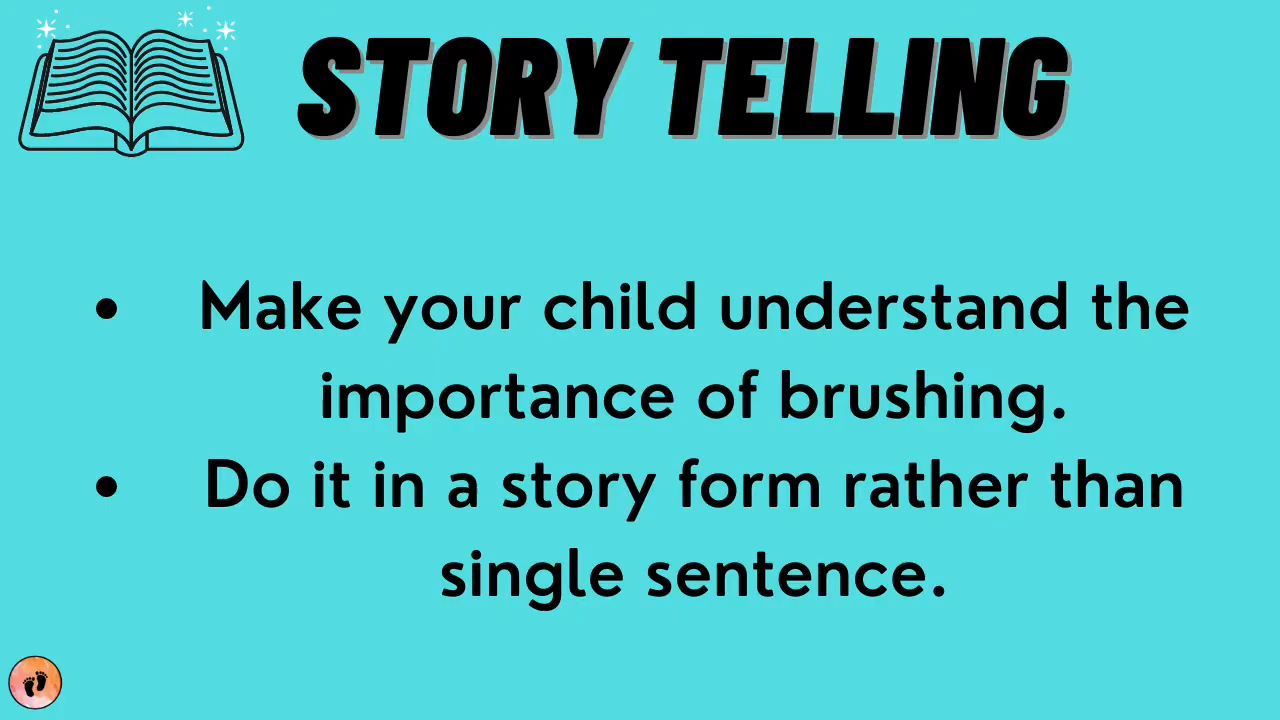 STORY TELLING
• Make your child understand the
importance of brushing.
• Do it in a story form rather than
single sentence.